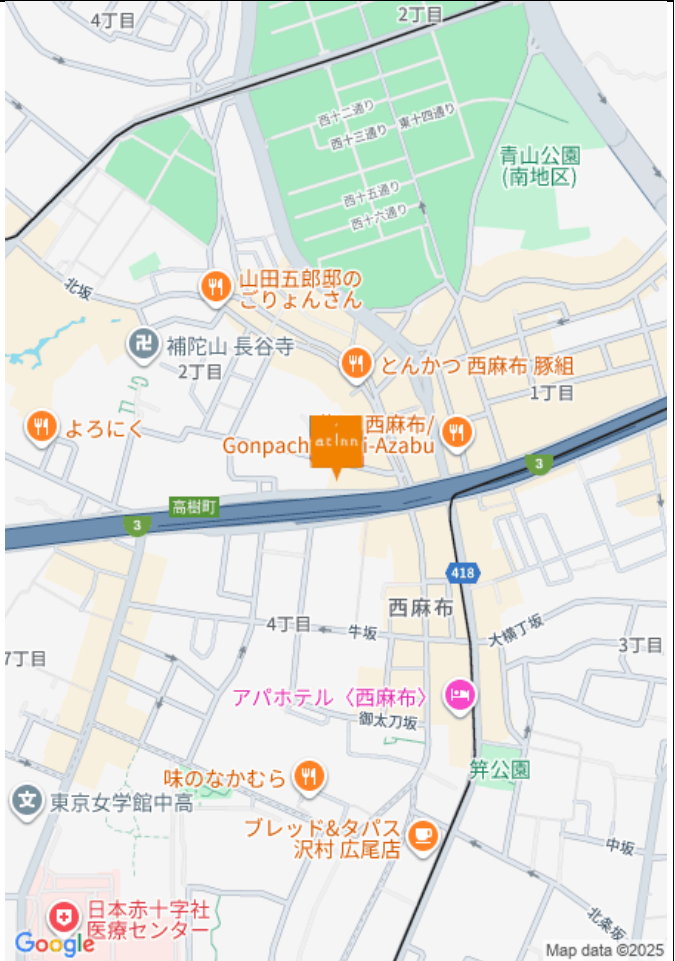 4丁目
2丁目
西十二通り
西十三通り
東十四通り
青山公園
(南地区)
西十五通り
西十六通り
北坂
山田五郎邸の
ごりょんさん
補陀山 長谷寺
2丁目
とんかつ 西麻布 豚組
1丁目
よろにく
西麻布/
Gonpach
i-Azabu
atinn
3
高樹町
3
418
西麻布
4丁目
牛坂
大横丁坂
3丁目
7丁目
アパホテル〈西麻布〉
御太刀坂
笄公園
味のなかむら
東京女学館中高
ブレッド&タパス
沢村 広尾店
中坂
北条坂
日本赤十字社
医療センター
Google
Map data ©2025